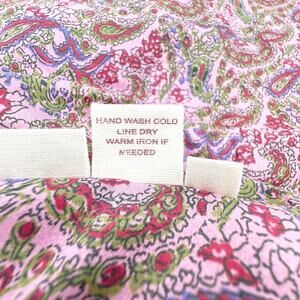 HAND WASH COLD
LINE DRY
WARM IRON IF
NEEDED